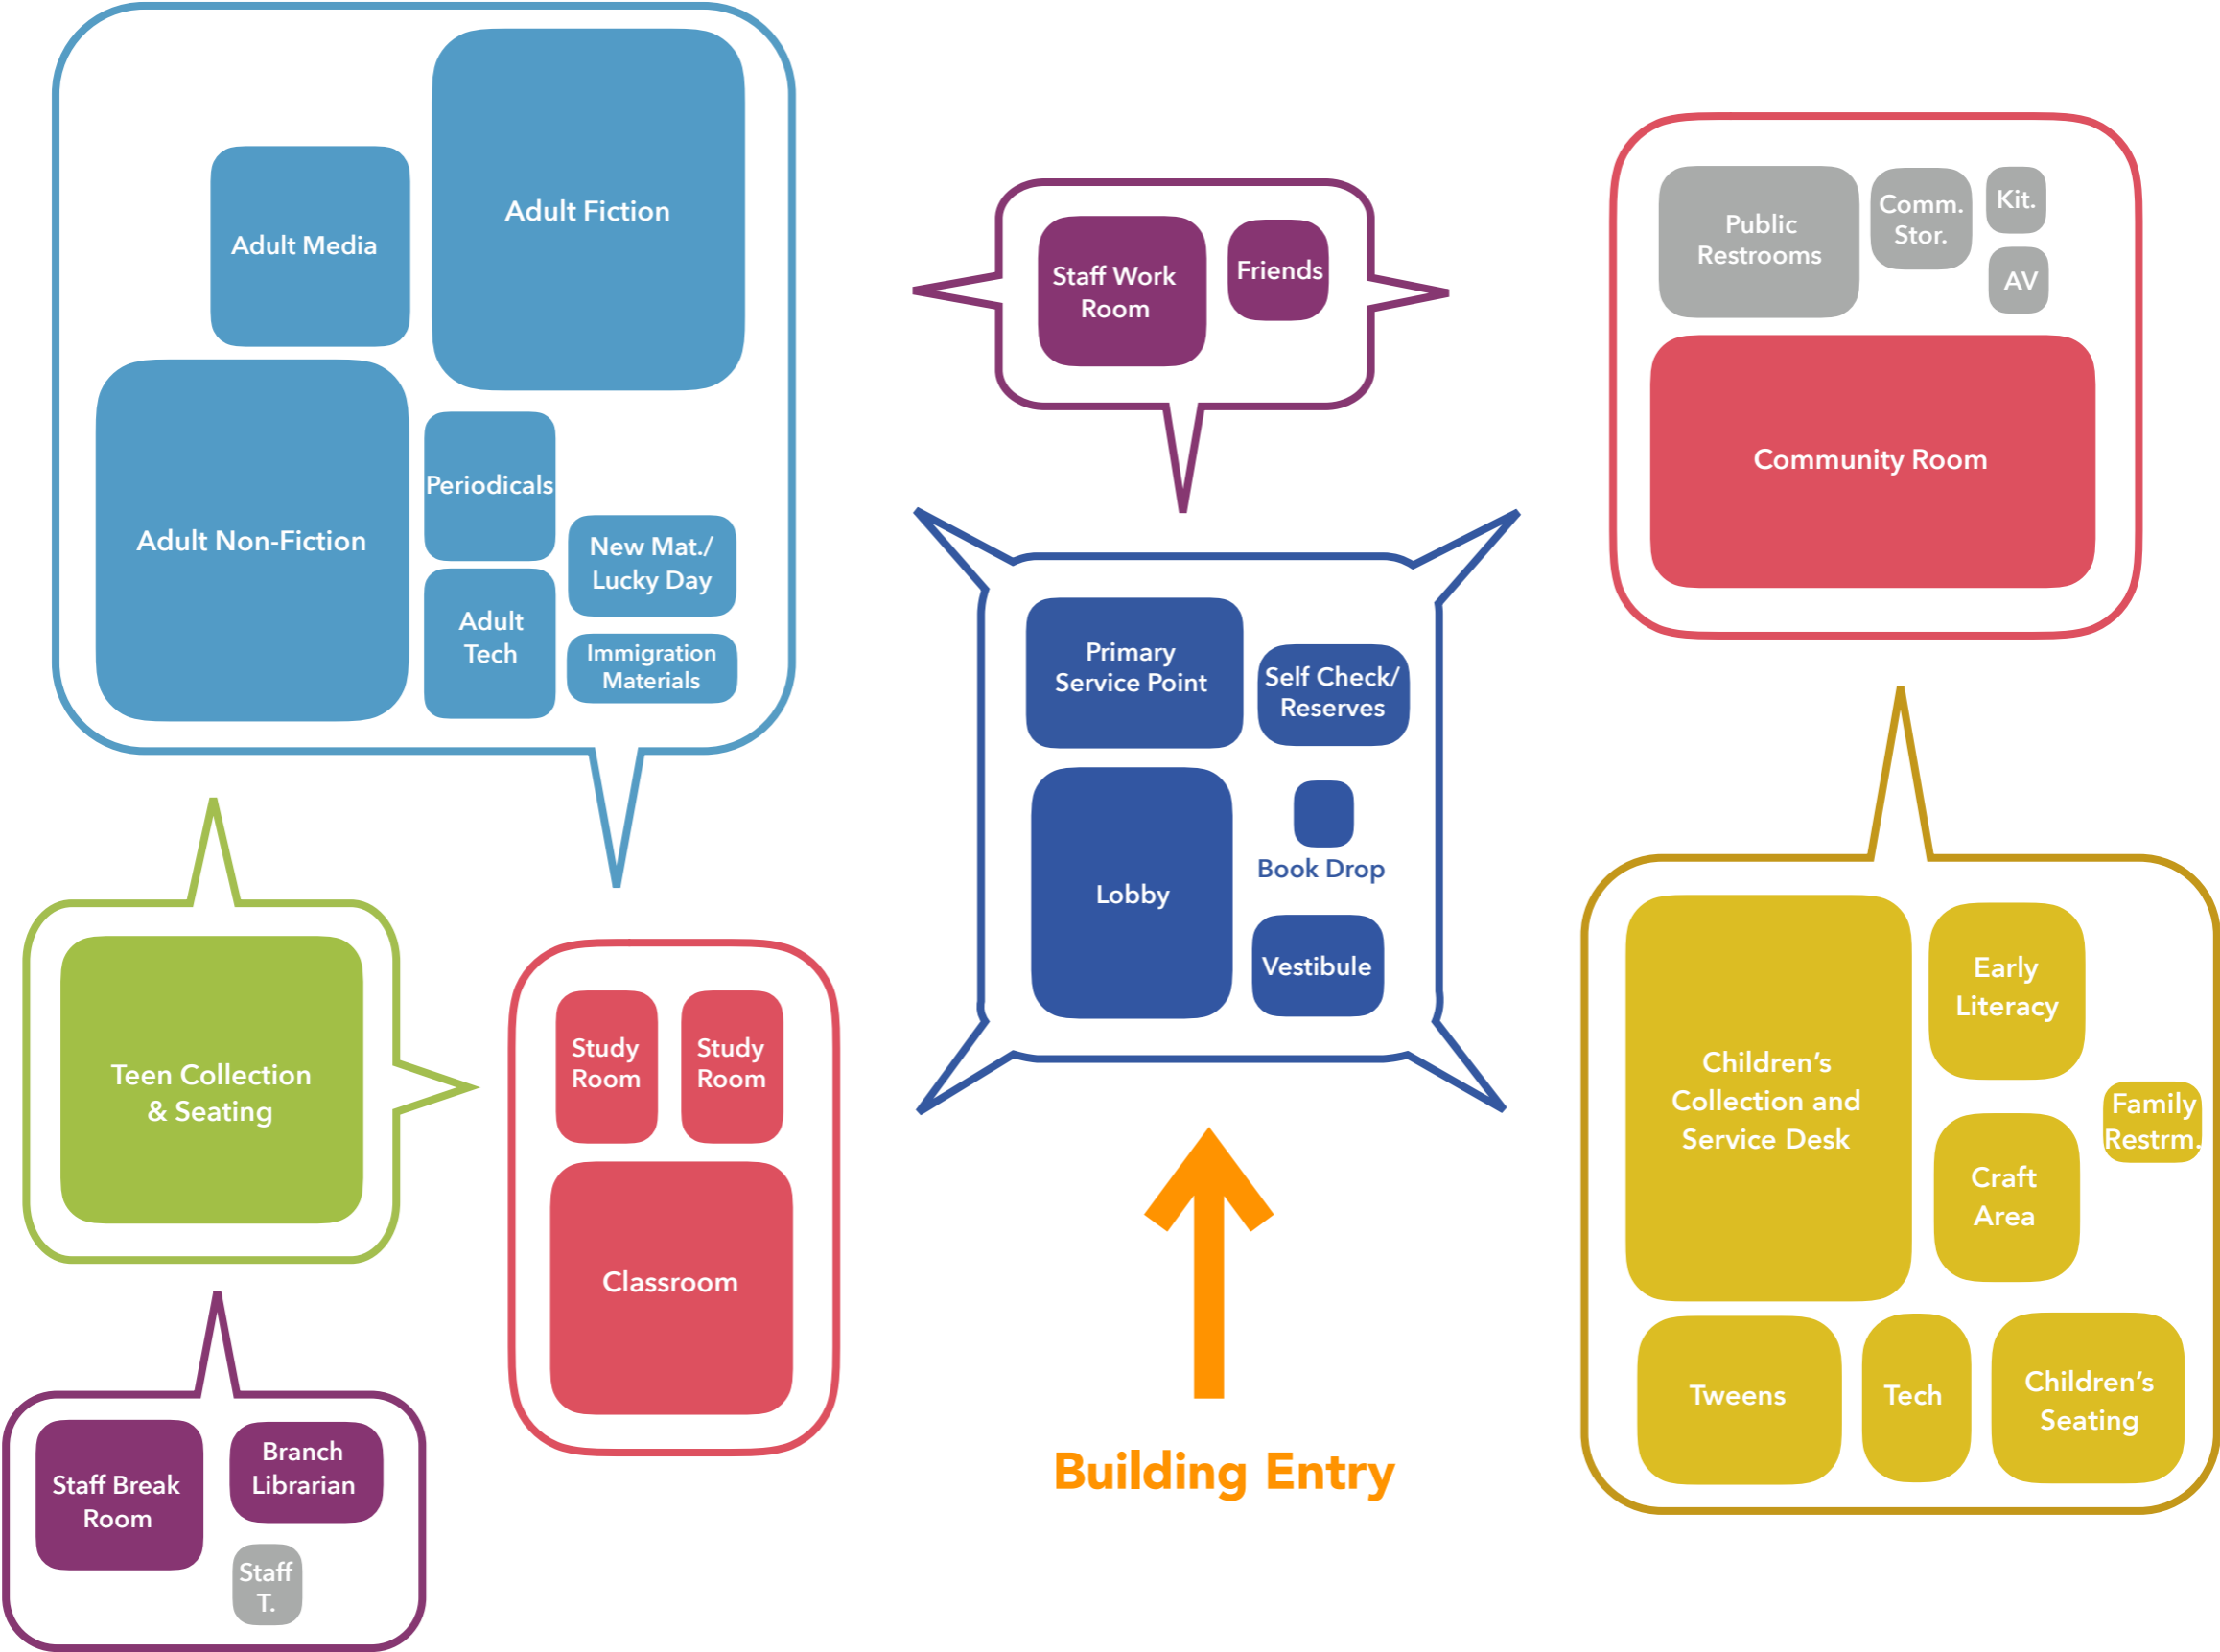 Adult Fiction
Adult Media
Adult Non-Fiction
Periodicals
Adult
Tech
New Mat./
Lucky Day
Immigration
Materials
Staff Work
Room
Friends
Public
Restrooms
Comm.
Stor.
Kit.
AV
Community Room
Primary
Service Point
Self Check/
Reserves
Lobby
Book Drop
Vestibule
Teen Collection
& Seating
Study
Room
Study
Room
Classroom
Children’s
Collection and
Service Desk
Early
Literacy
Family
Restrm.
Craft
Area
Tweens
Tech
Children’s
Seating
Staff Break
Room
Branch
Librarian
Staff
T.
Building Entry